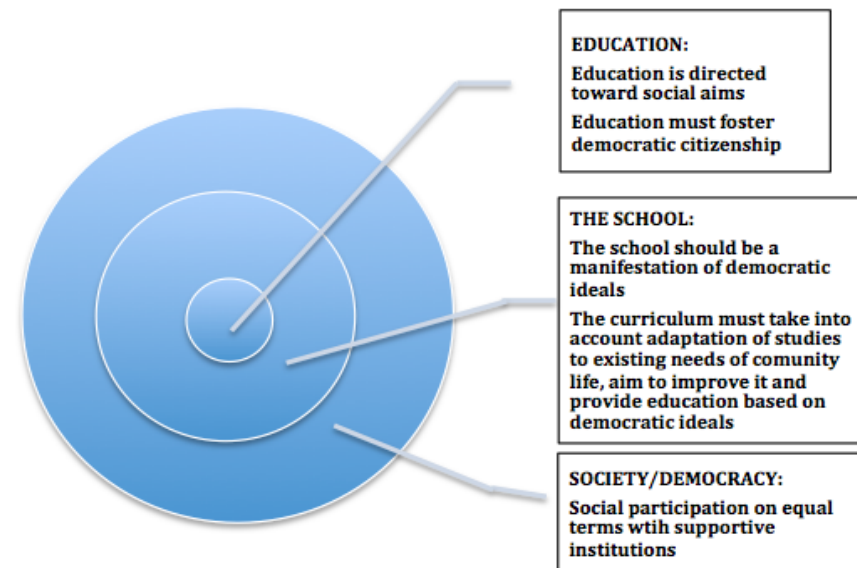 EDUCATION:
Education is directed
toward social aims
Education must foster
democratic citizenship
THE SCHOOL:
The school should be a
manifestation of democratic
ideals
The curriculum must take into
account adaptation of studies
to existing needs of comunity
life, aim to improve it and
provide education based on
democratic ideals
SOCIETY/DEMOCRACY:
Social participation on equal
terms wtih supportive
institutions